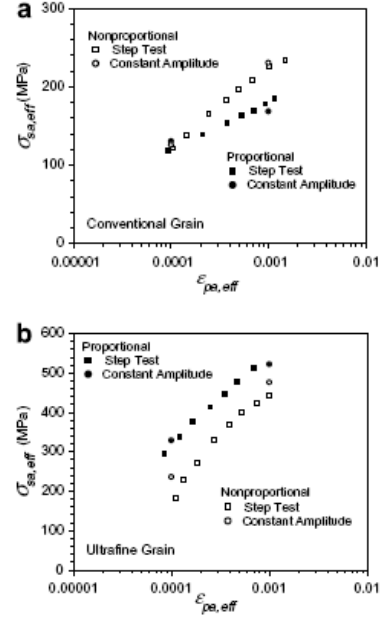 a
300
Nonproportional
Step Test
Constant Amplitude
σsa,eff (MPa)
200
100
Proportional
Step Test
Constant Amplitude
Conventional Grain
0
0.00001
0.0001
0.001
0.01
εpa,eff
b
600
Proportional
Step Test
Constant Amplitude
500
400
σsa,eff (MPa)
300
200
Nonproportional
Step Test
Constant Amplitude
100
Ultrafine Grain
0
0.00001
0.0001
0.001
0.01
εpa,eff